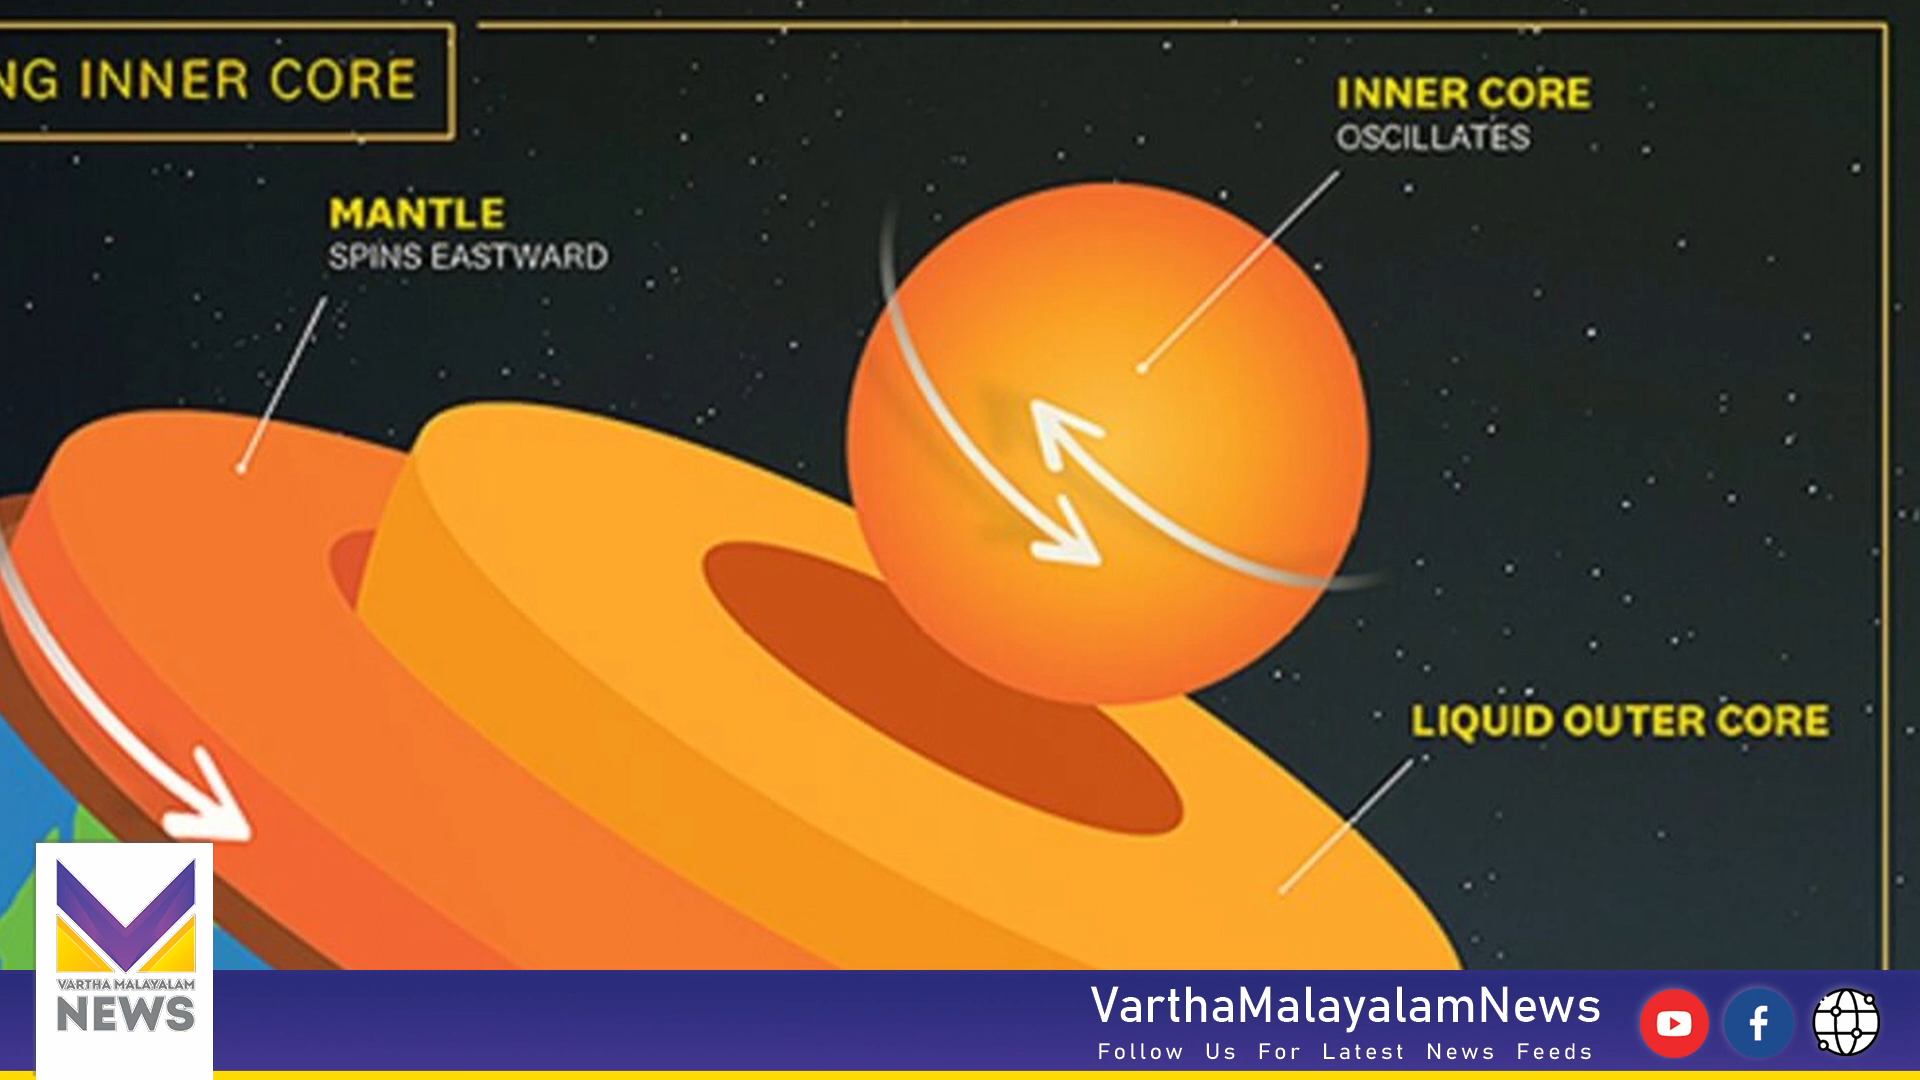 NG INNER CORE
INNER CORE
OSCILLATES
MANTLE
SPINS EASTWARD
LIQUID OUTER CORE
VARTHA MALAYALAM
NEWS
VarthaMalayalamNews
Follow Us For Latest News Feeds